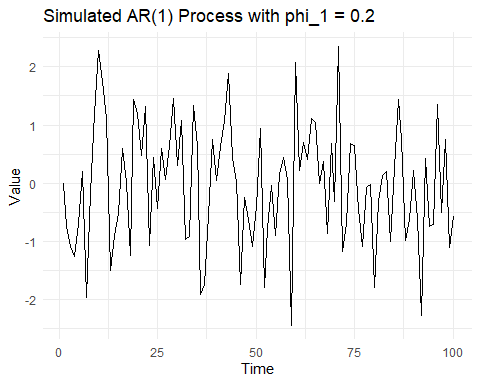 Simulated AR(1) Process with phi_1 = 0.2
Value
2
1
0
-1
-2
0 25 50 75 100
Time